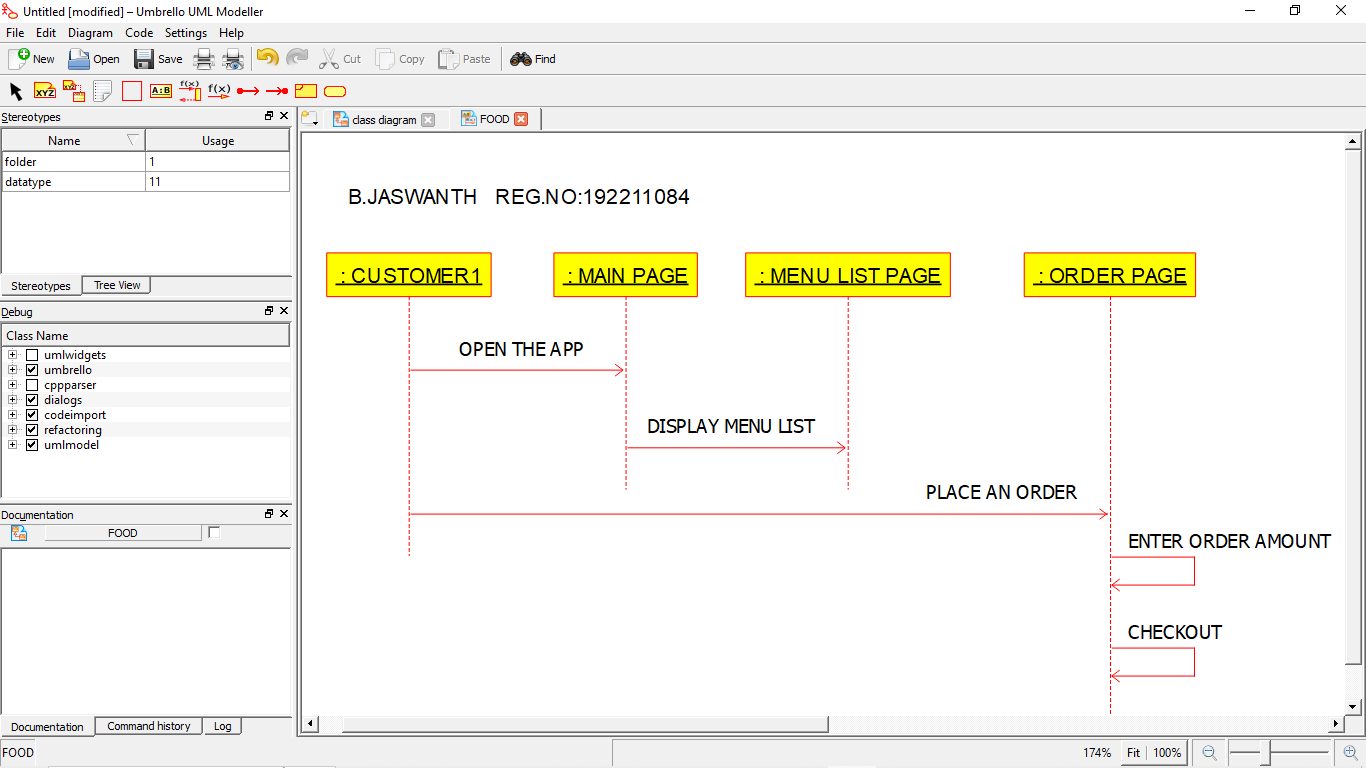 Untitled [modified] – Umbrello UML Modeller
File Edit Diagram Code Settings Help
New Open Save Cut Copy Paste Find
XYZ XYZ A:B f(x) f(x)
Stereotypes
class diagram FOOD
Name Usage
folder 1
datatype 11
Stereotypes Tree View
Debug
Class Name
umlwidgets
umbrello
cppparser
dialogs
codeimport
refactoring
umlmodel
Documentation
FOOD
Documentation Command history Log
B.JASWANTH REG.NO:192211084
: CUSTOMER1 : MAIN PAGE : MENU LIST PAGE : ORDER PAGE
OPEN THE APP
DISPLAY MENU LIST
PLACE AN ORDER
ENTER ORDER AMOUNT
CHECKOUT
FOOD 174% Fit 100%